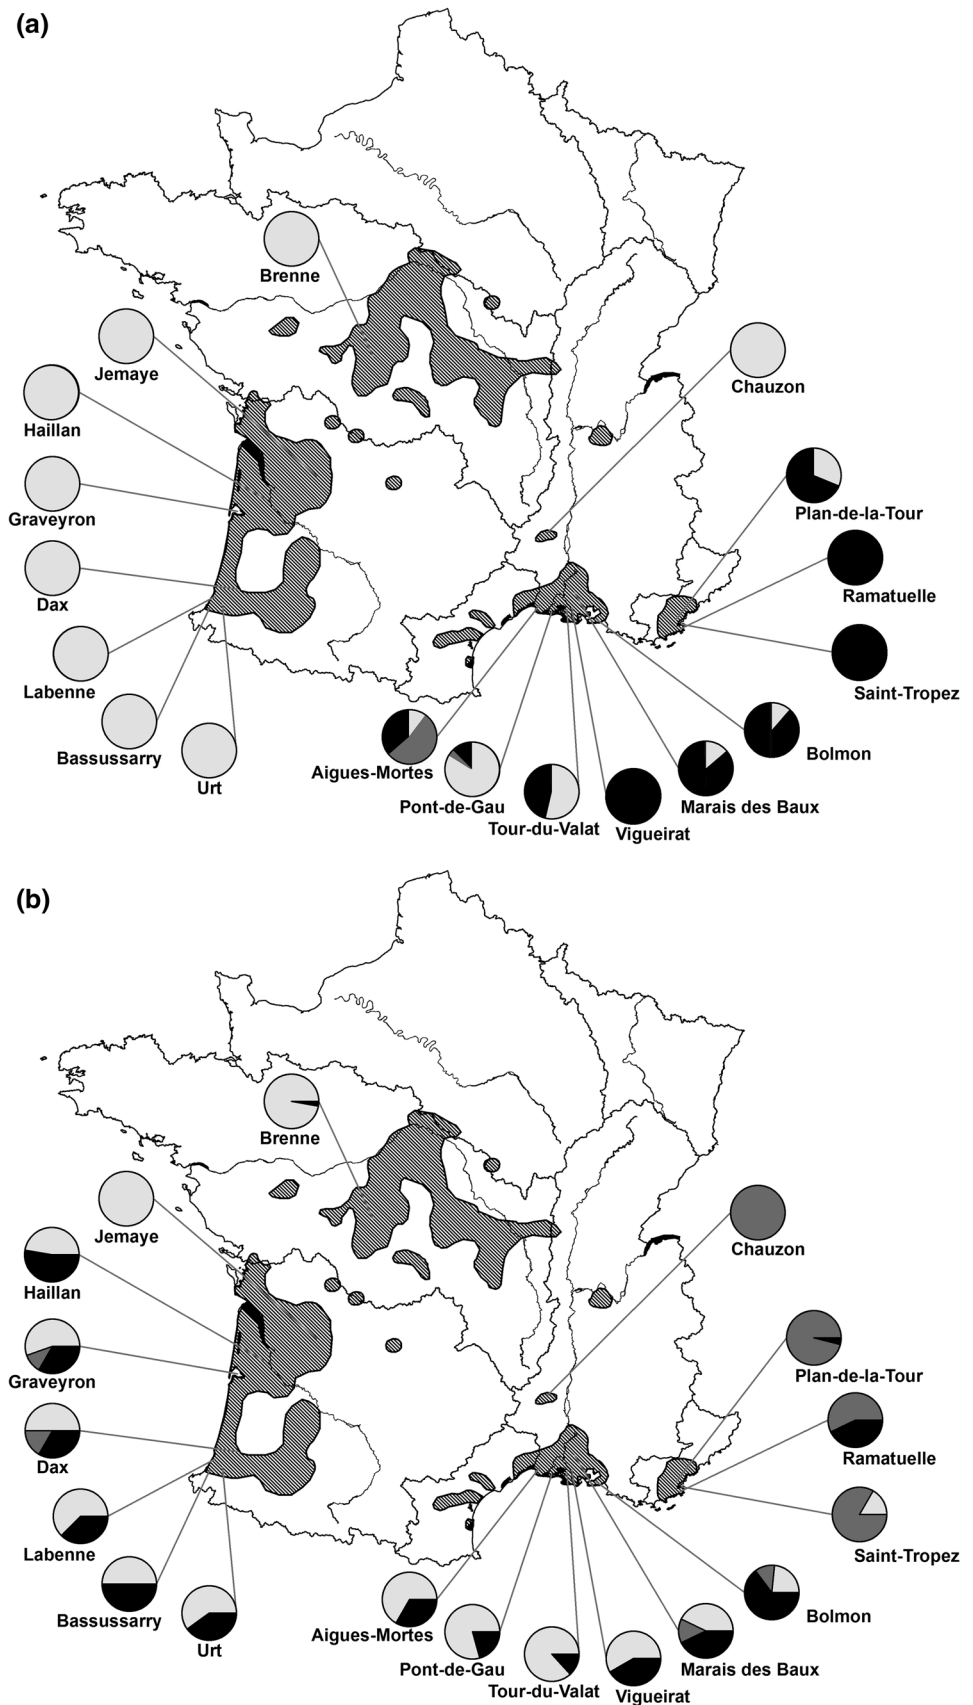 (a)
Brenne
Jemaye
Chauzon
Haillan
Plan-de-la-Tour
Graveyron
Ramatuelle
Dax
Labenne
Saint-Tropez
Bassussarry
Bolmon
Aigues-Mortes
Urt
Pont-de-Gau
Marais des Baux
Tour-du-Valat
Vigueirat
(b)
Brenne
Jemaye
Chauzon
Haillan
Plan-de-la-Tour
Graveyron
Ramatuelle
Dax
Labenne
Saint-Tropez
Bassussarry
Bolmon
Aigues-Mortes
Urt
Pont-de-Gau
Marais des Baux
Tour-du-Valat
Vigueirat